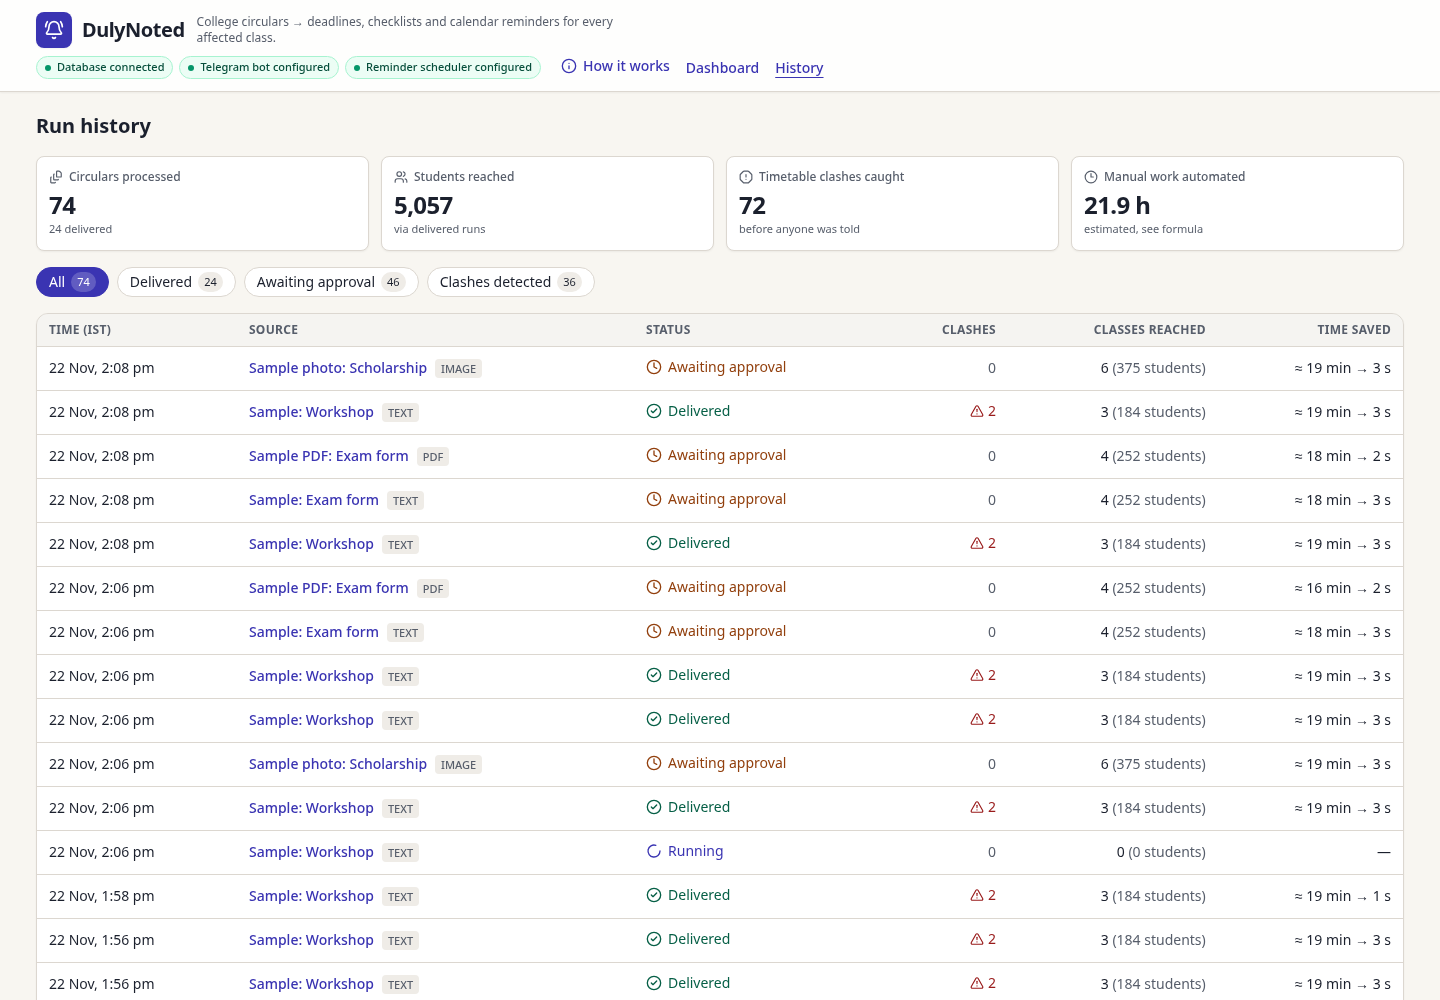 DulyNoted
College circulars → deadlines, checklists and calendar reminders for every
affected class.
Database connected
Telegram bot configured
Reminder scheduler configured
How it works
Dashboard
History
Run history
Circulars processed
74
24 delivered
Students reached
5,057
via delivered runs
Timetable clashes caught
72
before anyone was told
Manual work automated
21.9 h
estimated, see formula
All 74
Delivered 24
Awaiting approval 46
Clashes detected 36
TIME (IST) SOURCE STATUS CLASHES CLASSES REACHED TIME SAVED
22 Nov, 2:08 pm Sample photo: Scholarship IMAGE Awaiting approval 0 6 (375 students) ≈ 19 min → 3 s
22 Nov, 2:08 pm Sample: Workshop TEXT Delivered 2 3 (184 students) ≈ 19 min → 3 s
22 Nov, 2:08 pm Sample PDF: Exam form PDF Awaiting approval 0 4 (252 students) ≈ 18 min → 2 s
22 Nov, 2:08 pm Sample: Exam form TEXT Awaiting approval 0 4 (252 students) ≈ 18 min → 3 s
22 Nov, 2:08 pm Sample: Workshop TEXT Delivered 2 3 (184 students) ≈ 19 min → 3 s
22 Nov, 2:06 pm Sample PDF: Exam form PDF Awaiting approval 0 4 (252 students) ≈ 16 min → 2 s
22 Nov, 2:06 pm Sample: Exam form TEXT Awaiting approval 0 4 (252 students) ≈ 18 min → 3 s
22 Nov, 2:06 pm Sample: Workshop TEXT Delivered 2 3 (184 students) ≈ 19 min → 3 s
22 Nov, 2:06 pm Sample: Workshop TEXT Delivered 2 3 (184 students) ≈ 19 min → 3 s
22 Nov, 2:06 pm Sample photo: Scholarship IMAGE Awaiting approval 0 6 (375 students) ≈ 19 min → 3 s
22 Nov, 2:06 pm Sample: Workshop TEXT Delivered 2 3 (184 students) ≈ 19 min → 3 s
22 Nov, 2:06 pm Sample: Workshop TEXT Running 0 0 (0 students) —
22 Nov, 1:58 pm Sample: Workshop TEXT Delivered 2 3 (184 students) ≈ 19 min → 1 s
22 Nov, 1:56 pm Sample: Workshop TEXT Delivered 2 3 (184 students) ≈ 19 min → 3 s
22 Nov, 1:56 pm Sample: Workshop TEXT Delivered 2 3 (184 students) ≈ 19 min → 3 s